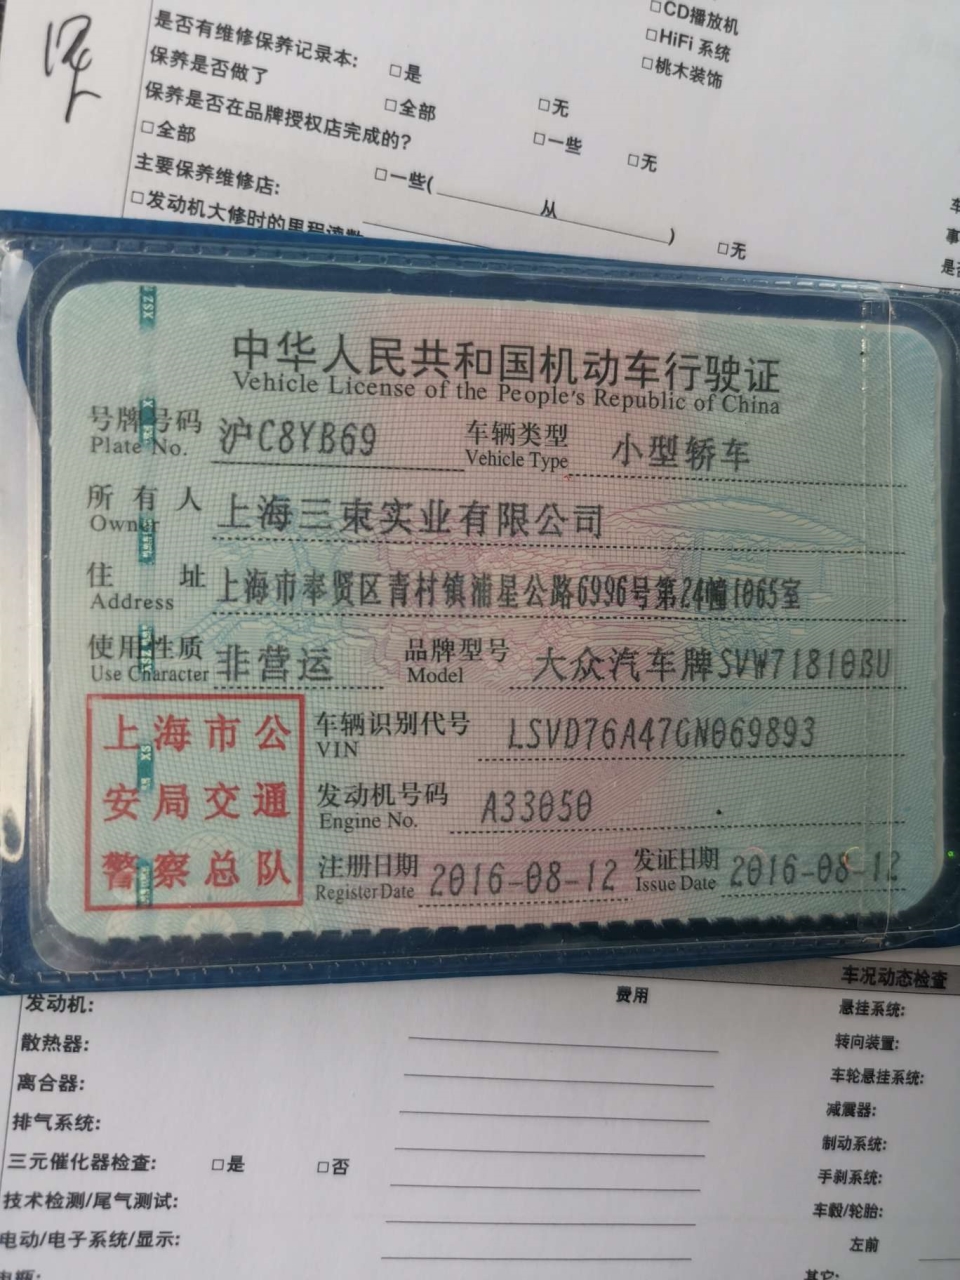 CD播放机
是否有维修保养记录本: □是
□HiFi 系统
保养是否做了 □全部 □无
□桃木装饰
保养是否在品牌授权店完成的?
□全部 □一些 □无
主要保养维修店: □一些( 从 )
□发动机大修时的里程读数 □无
中华人民共和国机动车行驶证
Vehicle License of the People's Republic of China
号牌号码 沪C8YB69 车辆类型 小型轿车
Plate No. Vehicle Type
所有人 上海三束实业有限公司
Owner
住址 上海市奉贤区青村镇浦星公路6996号第24幢1065室
Address
使用性质 非营运 品牌型号 大众汽车牌SVW71810BU
Use Character Model
上海市公
安局交通
警察总队
车辆识别代号 LSVD76A47GN069893
VIN
发动机号码 A33050
Engine No.
注册日期 2016-08-12 发证日期 2016-08-12
Register Date Issue Date
车况动态检查
发动机: 费用 悬挂系统:
散热器: 转向装置:
离合器: 车轮悬挂系统:
排气系统: 减震器:
三元催化器检查: □是 □否 制动系统:
技术检测/尾气测试: 手刹系统:
电动/电子系统/显示: 车毂/轮胎:
左前
其它: